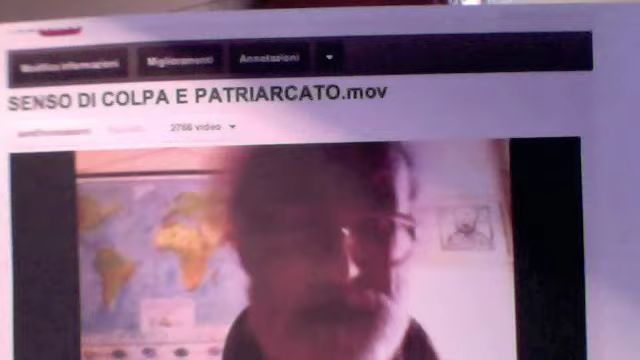 Modifica informazioni Miglioramenti Annotazioni
SENSO DI COLPA E PATRIARCATO.mov
2766 video